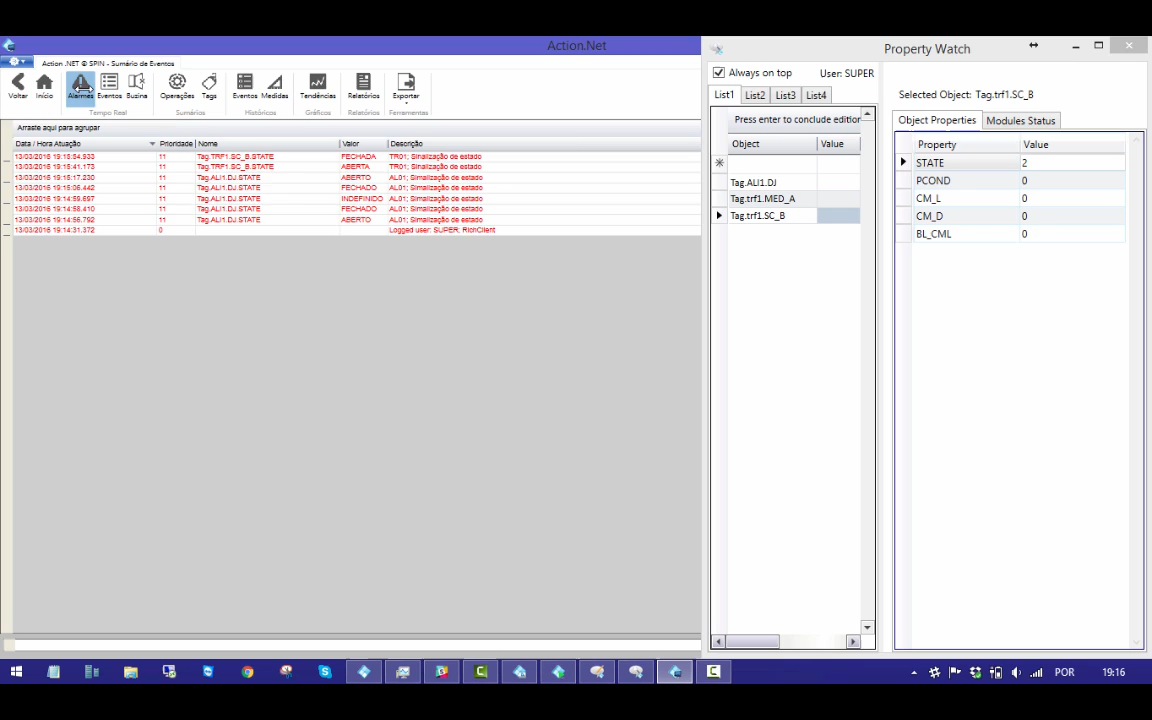 Action.Net
Action .NET @ SPIN - Sumário de Eventos
Voltar Início Alarmes Eventos Buzina Operações Tags Eventos Medidas Tendências Relatórios Exportar
Tempo Real Sumários Históricos Gráficos Relatórios Ferramentas
Arraste aqui para agrupar
Data / Hora Atuação Prioridade Nome Valor Descrição
13/03/2016 19:15:54.933 11 Tag.TRF1.SC_B.STATE FECHADA TR01; Sinalização de estado
13/03/2016 19:15:41.173 11 Tag.TRF1.SC_B.STATE ABERTA TR01; Sinalização de estado
13/03/2016 19:15:17.230 11 Tag.ALI1.DJ.STATE ABERTO AL01; Sinalização de estado
13/03/2016 19:15:06.442 11 Tag.ALI1.DJ.STATE FECHADO AL01; Sinalização de estado
13/03/2016 19:14:59.697 11 Tag.ALI1.DJ.STATE INDEFINIDO AL01; Sinalização de estado
13/03/2016 19:14:58.410 11 Tag.ALI1.DJ.STATE FECHADO AL01; Sinalização de estado
13/03/2016 19:14:56.792 11 Tag.ALI1.DJ.STATE ABERTO AL01; Sinalização de estado
13/03/2016 19:14:31.372 0 Logged user: SUPER; RichClient
Property Watch
Always on top User: SUPER
List1 List2 List3 List4
Press enter to conclude edition
Object Value
Tag.ALI1.DJ
Tag.trf1.MED_A
Tag.trf1.SC_B
Selected Object: Tag.trf1.SC_B
Object Properties Modules Status
Property Value
STATE 2
PCOND 0
CM_L 0
CM_D 0
BL_CML 0
POR 19:16